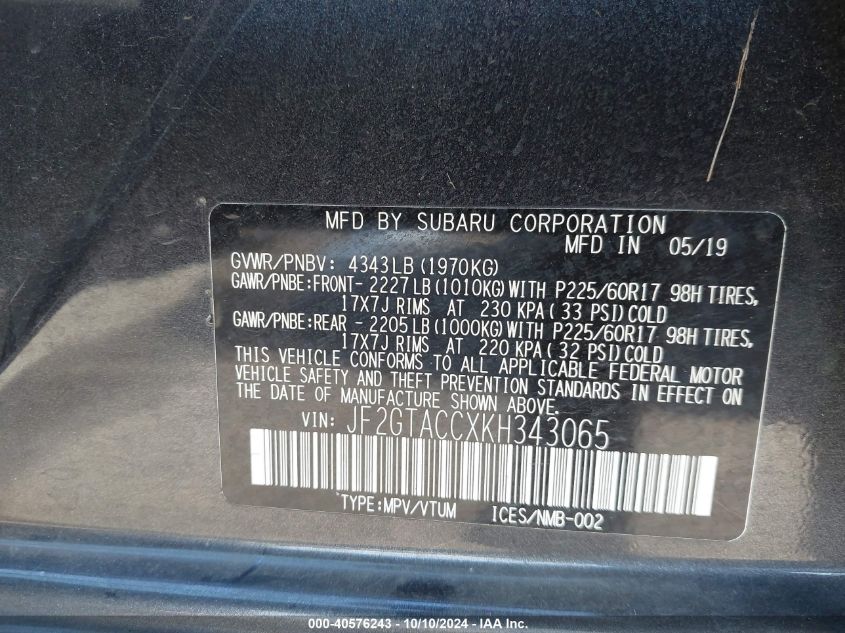 MFD BY SUBARU CORPORATION
MFD IN 05/19
GVWR/PNBV: 4343LB (1970KG)
GAWR/PNBE:FRONT- 2227LB (1010KG) WITH P225/60R17 98H TIRES,
17X7J RIMS AT 230 KPA ( 33 PSI) COLD
GAWR/PNBE:REAR - 2205LB (1000KG) WITH P225/60R17 98H TIRES,
17X7J RIMS AT 220 KPA ( 32 PSI) COLD
THIS VEHICLE CONFORMS TO ALL APPLICABLE FEDERAL MOTOR
VEHICLE SAFETY AND THEFT PREVENTION STANDARDS IN EFFECT ON
THE DATE OF MANUFACTURE SHOWN ABOVE.
VIN: JF2GTACCXKH343065
TYPE:MPV/VTUM ICES/NMB-002
000-40576243 - 10/10/2024 - IAAI.com